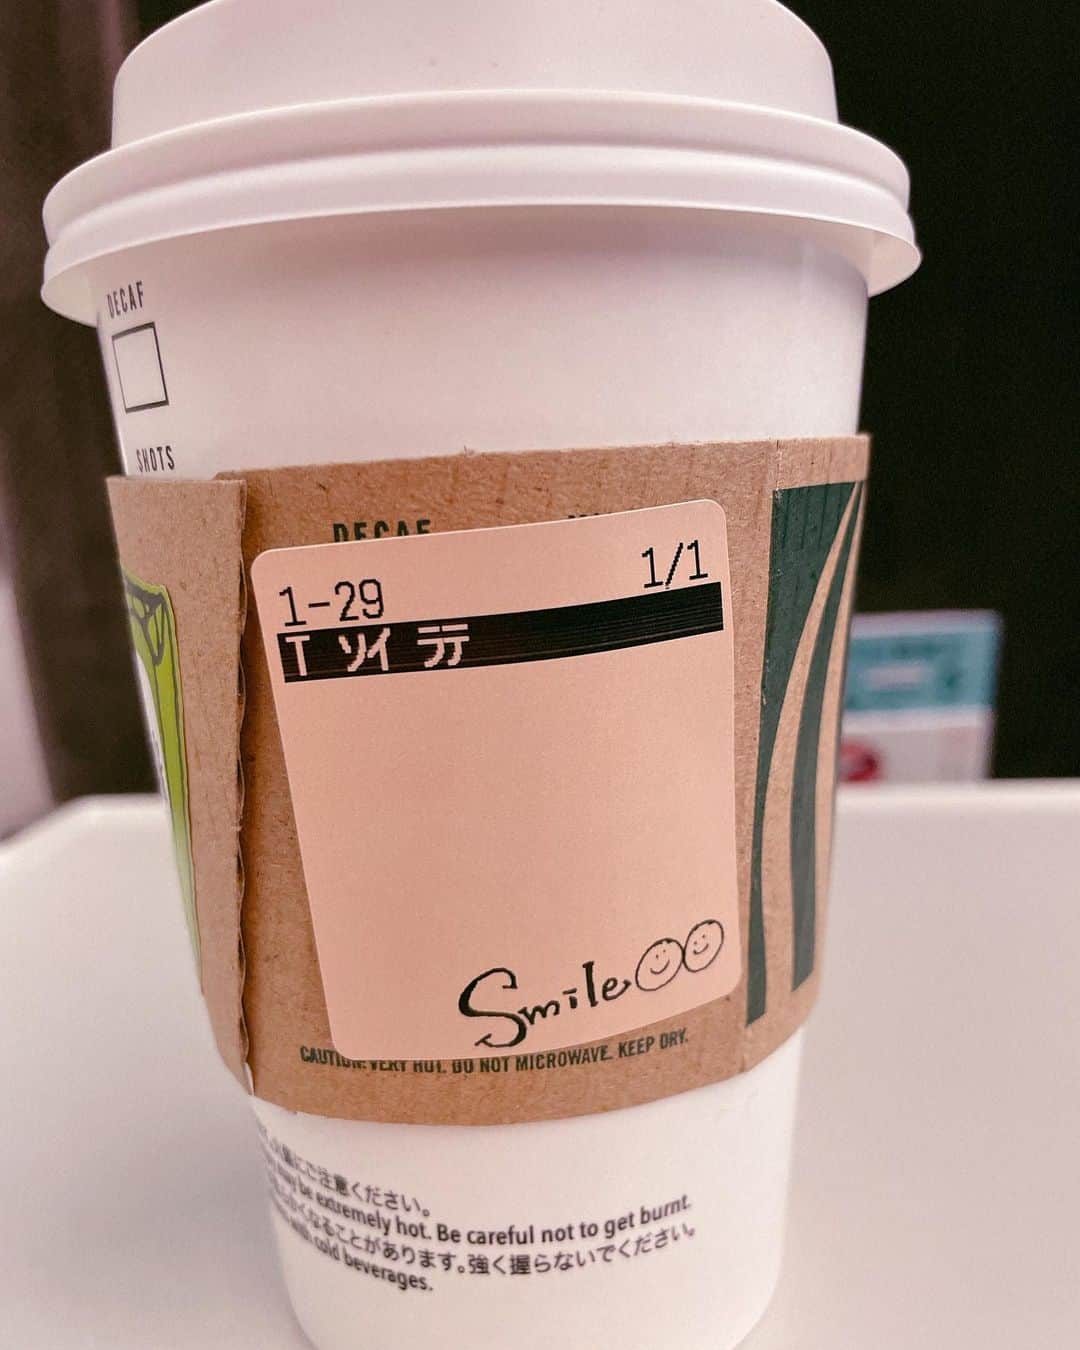 DECAF
SHOTS
DECAF
1-29 1/1
T ソイ ラテ
Smile
CAUTION: VERY HOT. DO NOT MICROWAVE. KEEP DRY.
にご注意ください。
be extremely hot. Be careful not to get burnt.
くなることがあります。強く握らないでください。
with cold beverages.